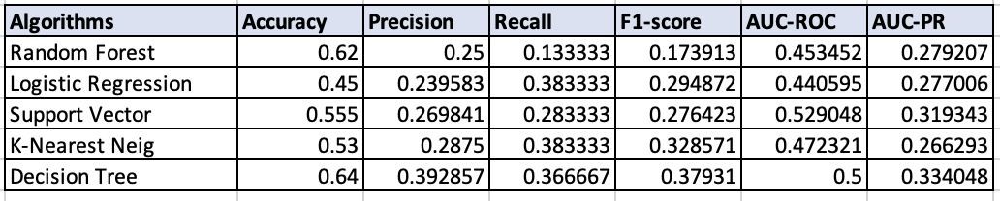 Algorithms Accuracy Precision Recall F1-score AUC-ROC AUC-PR
Random Forest 0.62 0.25 0.133333 0.173913 0.453452 0.279207
Logistic Regression 0.45 0.239583 0.383333 0.294872 0.440595 0.277006
Support Vector 0.555 0.269841 0.283333 0.276423 0.529048 0.319343
K-Nearest Neig 0.53 0.2875 0.383333 0.328571 0.472321 0.266293
Decision Tree 0.64 0.392857 0.366667 0.37931 0.5 0.334048